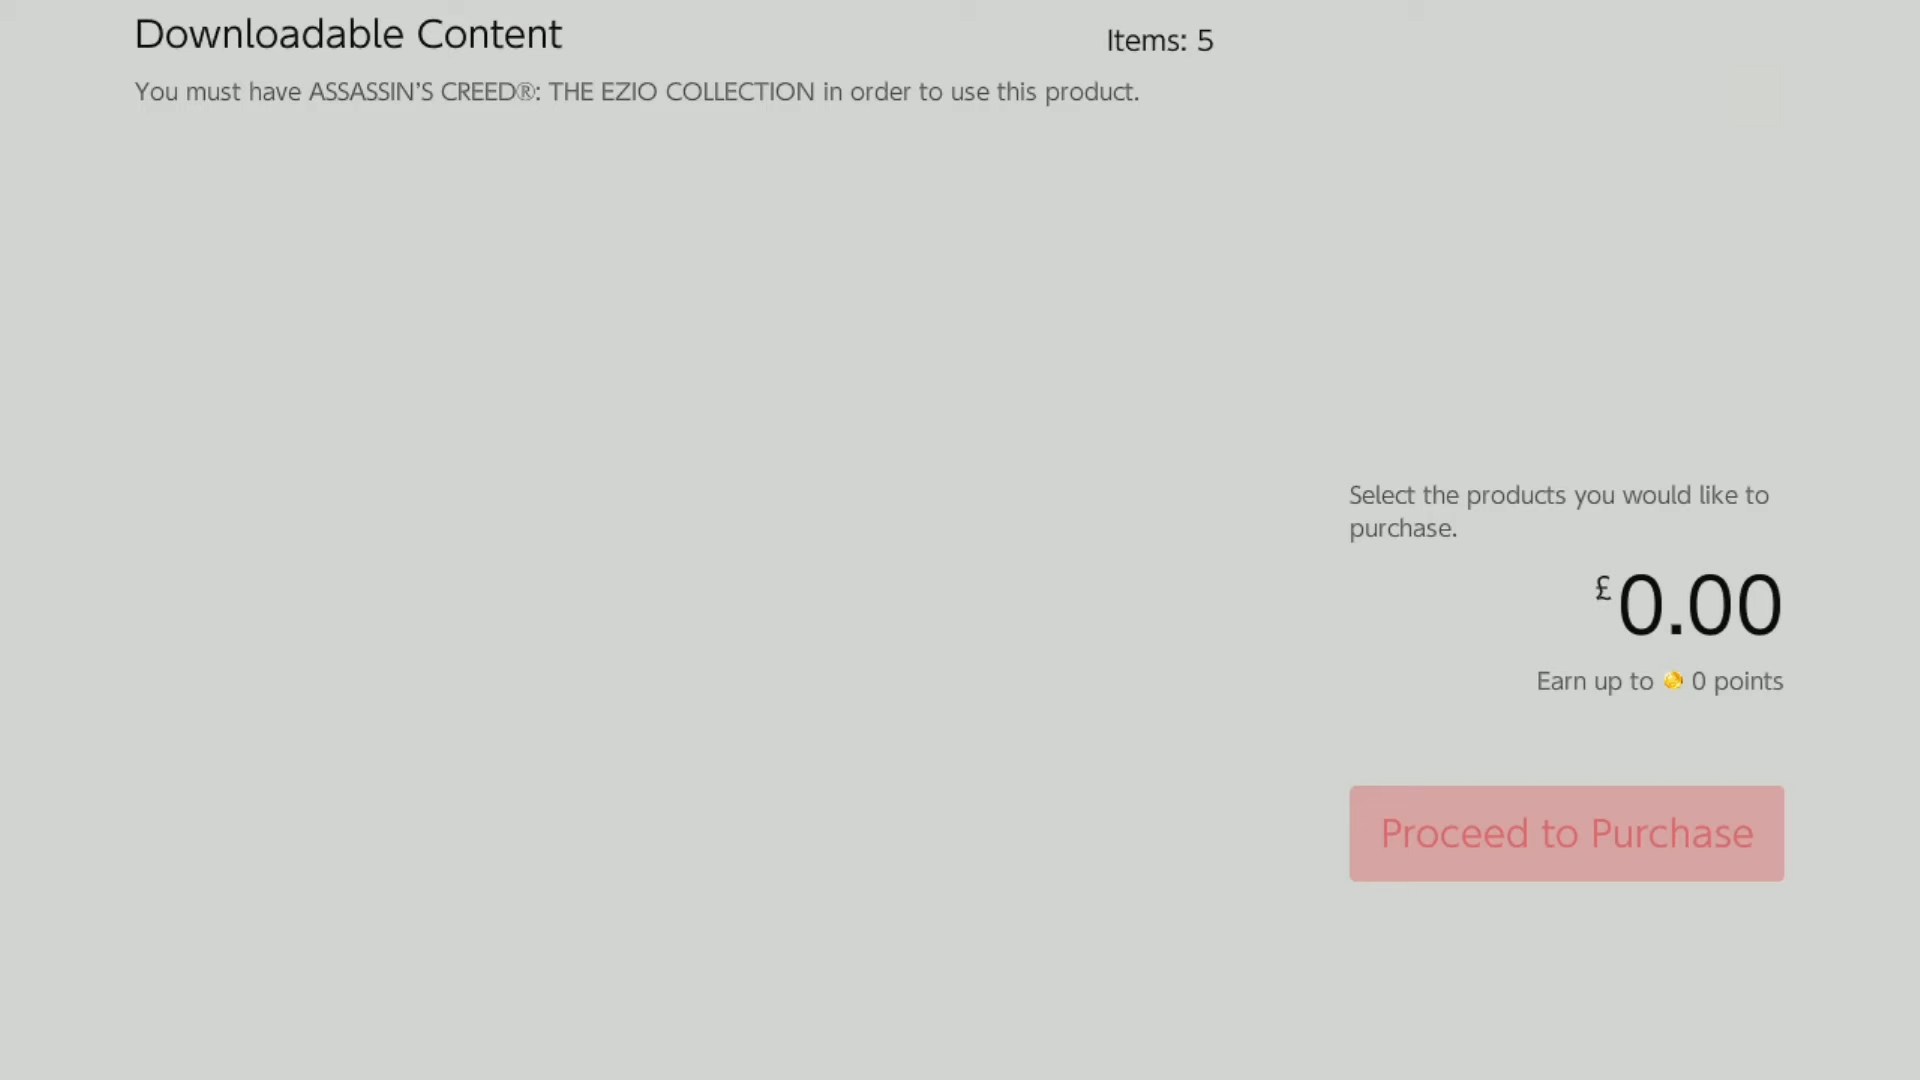 Downloadable Content
Items: 5
You must have ASSASSIN'S CREED®: THE EZIO COLLECTION in order to use this product.
Select the products you would like to
purchase.
£0.00
Earn up to 0 points
Proceed to Purchase